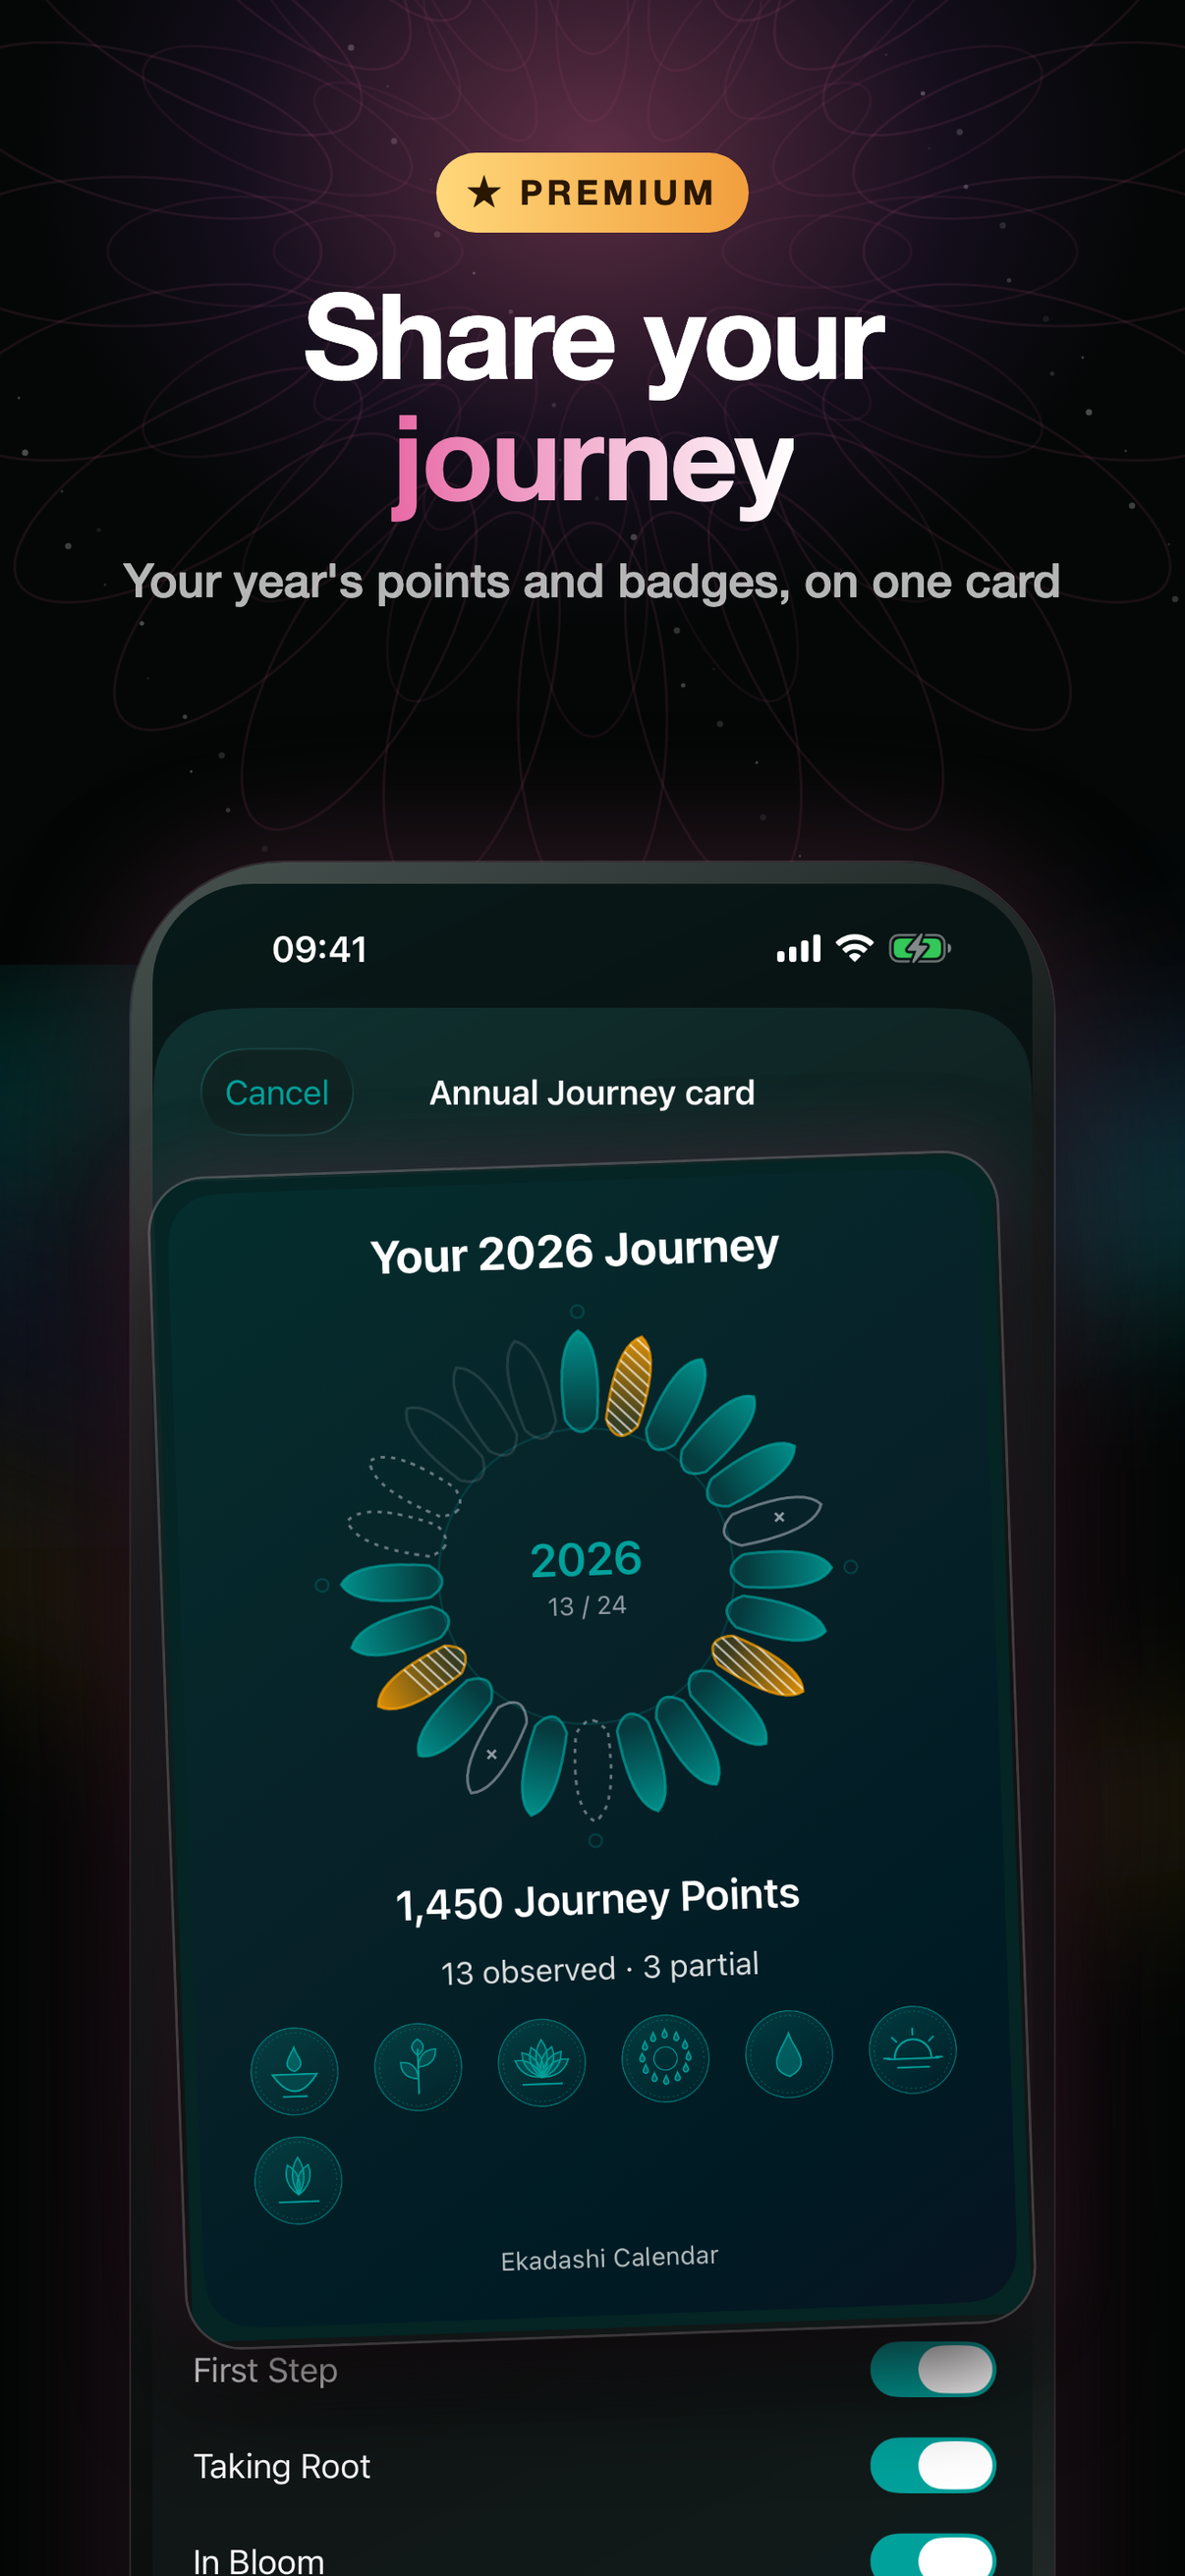 ★ PREMIUM
Share your
journey
Your year's points and badges, on one card
09:41
Cancel
Annual Journey card
Your 2026 Journey
2026
13 / 24
1,450 Journey Points
13 observed · 3 partial
Ekadashi Calendar
First Step
Taking Root
In Bloom